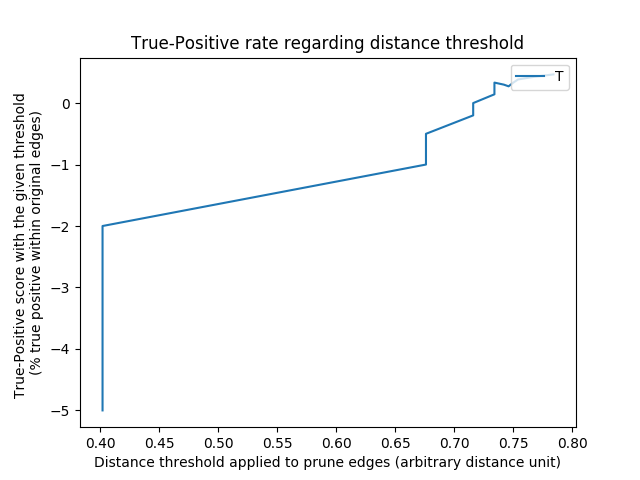 True-Positive rate regarding distance threshold
T
True-Positive score with the given threshold
(% true positive within original edges)
0
−1
−2
−3
−4
−5
0.40 0.45 0.50 0.55 0.60 0.65 0.70 0.75 0.80
Distance threshold applied to prune edges (arbitrary distance unit)